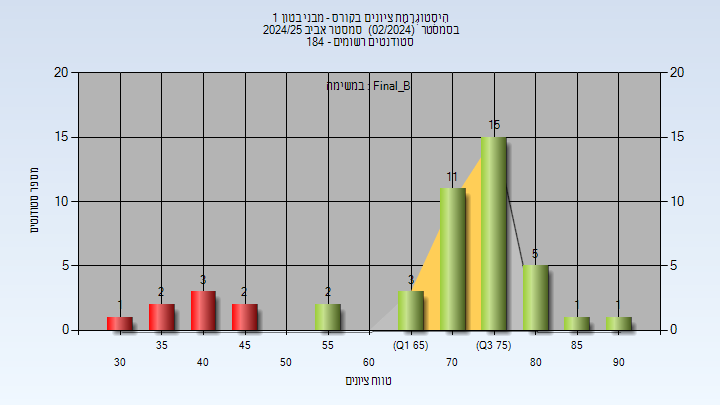 הִיסְטוֹגְרָמַת ציונים בקורס - מבני בטון 1
בסמסטר (02/2024) סמסטר אביב 2024/25
סטודנטים רשומים - 184
במשימה : Final_B
מספר סטודנטים
20 20
15 15
10 10
5 5
0 0
1 2 3 2 2 3 11 15 5 1 1
35 45 55 (Q1 65) (Q3 75) 85
30 40 50 60 70 80 90
טווח ציונים